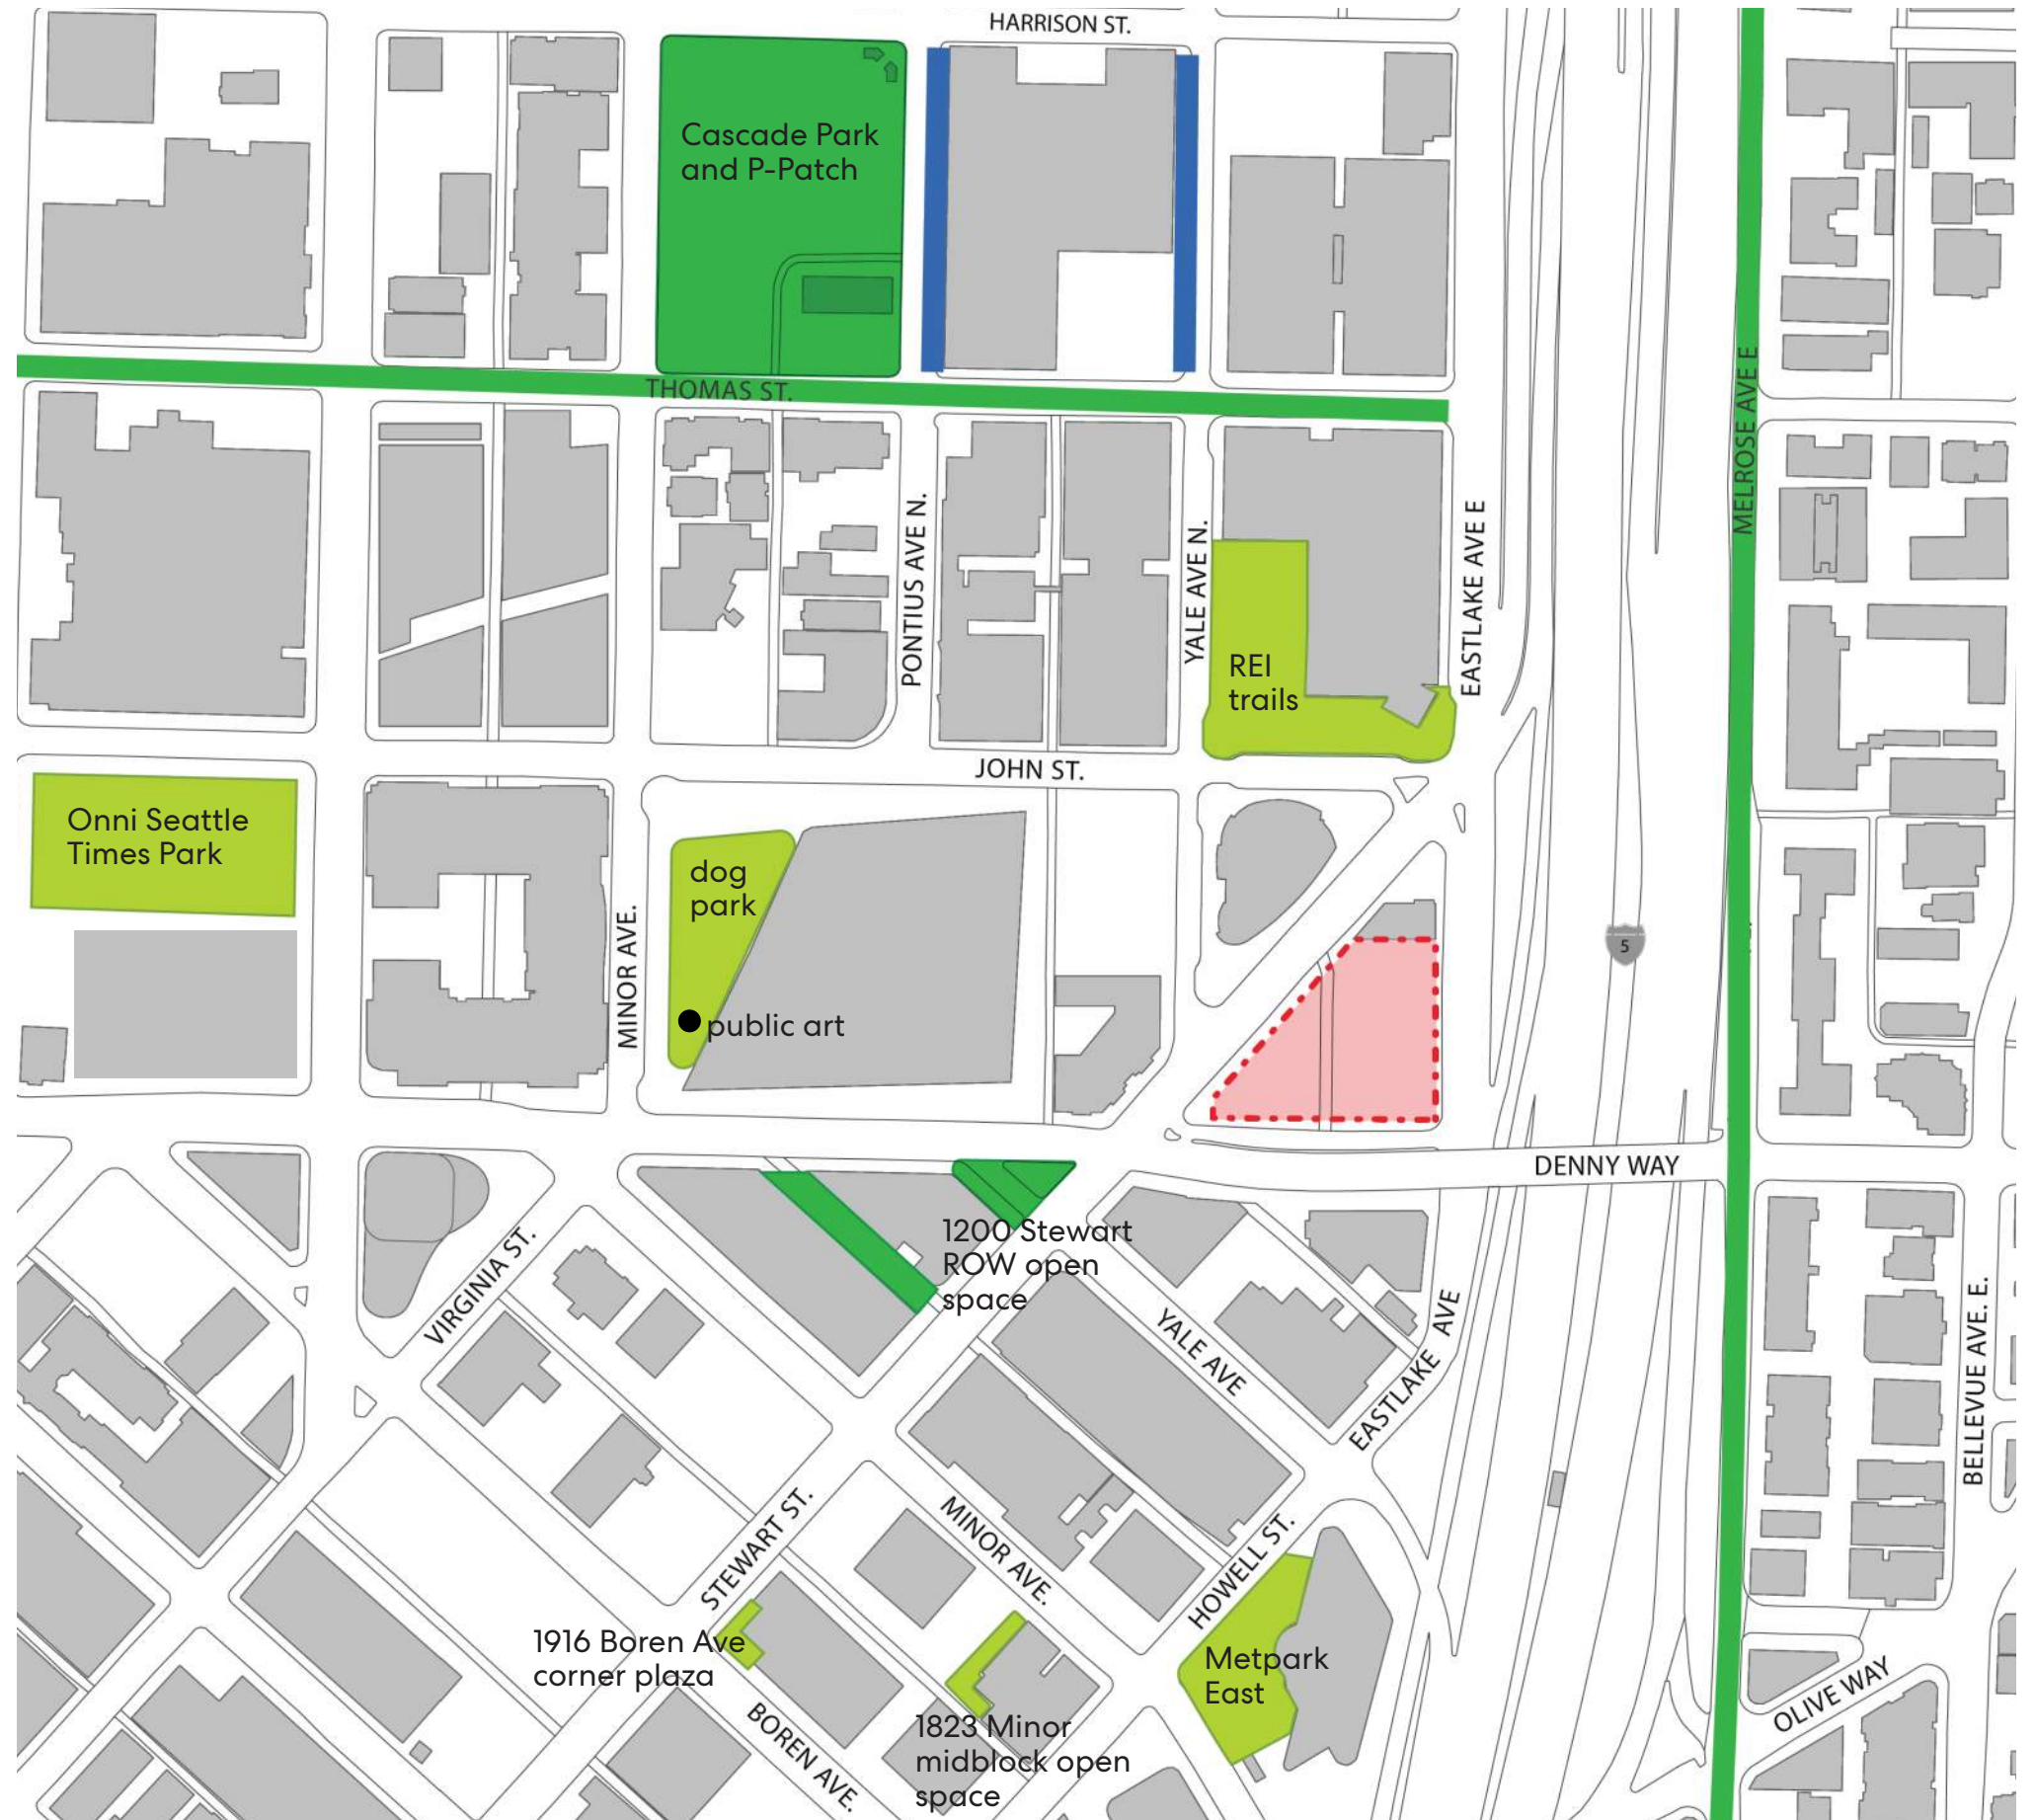 HARRISON ST.
Cascade Park
and P-Patch
THOMAS ST.
MELROSE AVE E
PONTIUS AVE N.
YALE AVE N.
EASTLAKE AVE E
REI
trails
JOHN ST.
Onni Seattle
Times Park
dog
park
MINOR AVE.
public art
5
DENNY WAY
1200 Stewart
ROW open
space
VIRGINIA ST.
YALE AVE
EASTLAKE AVE
BELLEVUE AVE. E.
STEWART ST.
MINOR AVE.
HOWELL ST.
1916 Boren Ave
corner plaza
Metpark
East
OLIVE WAY
BOREN AVE.
1823 Minor
midblock open
space